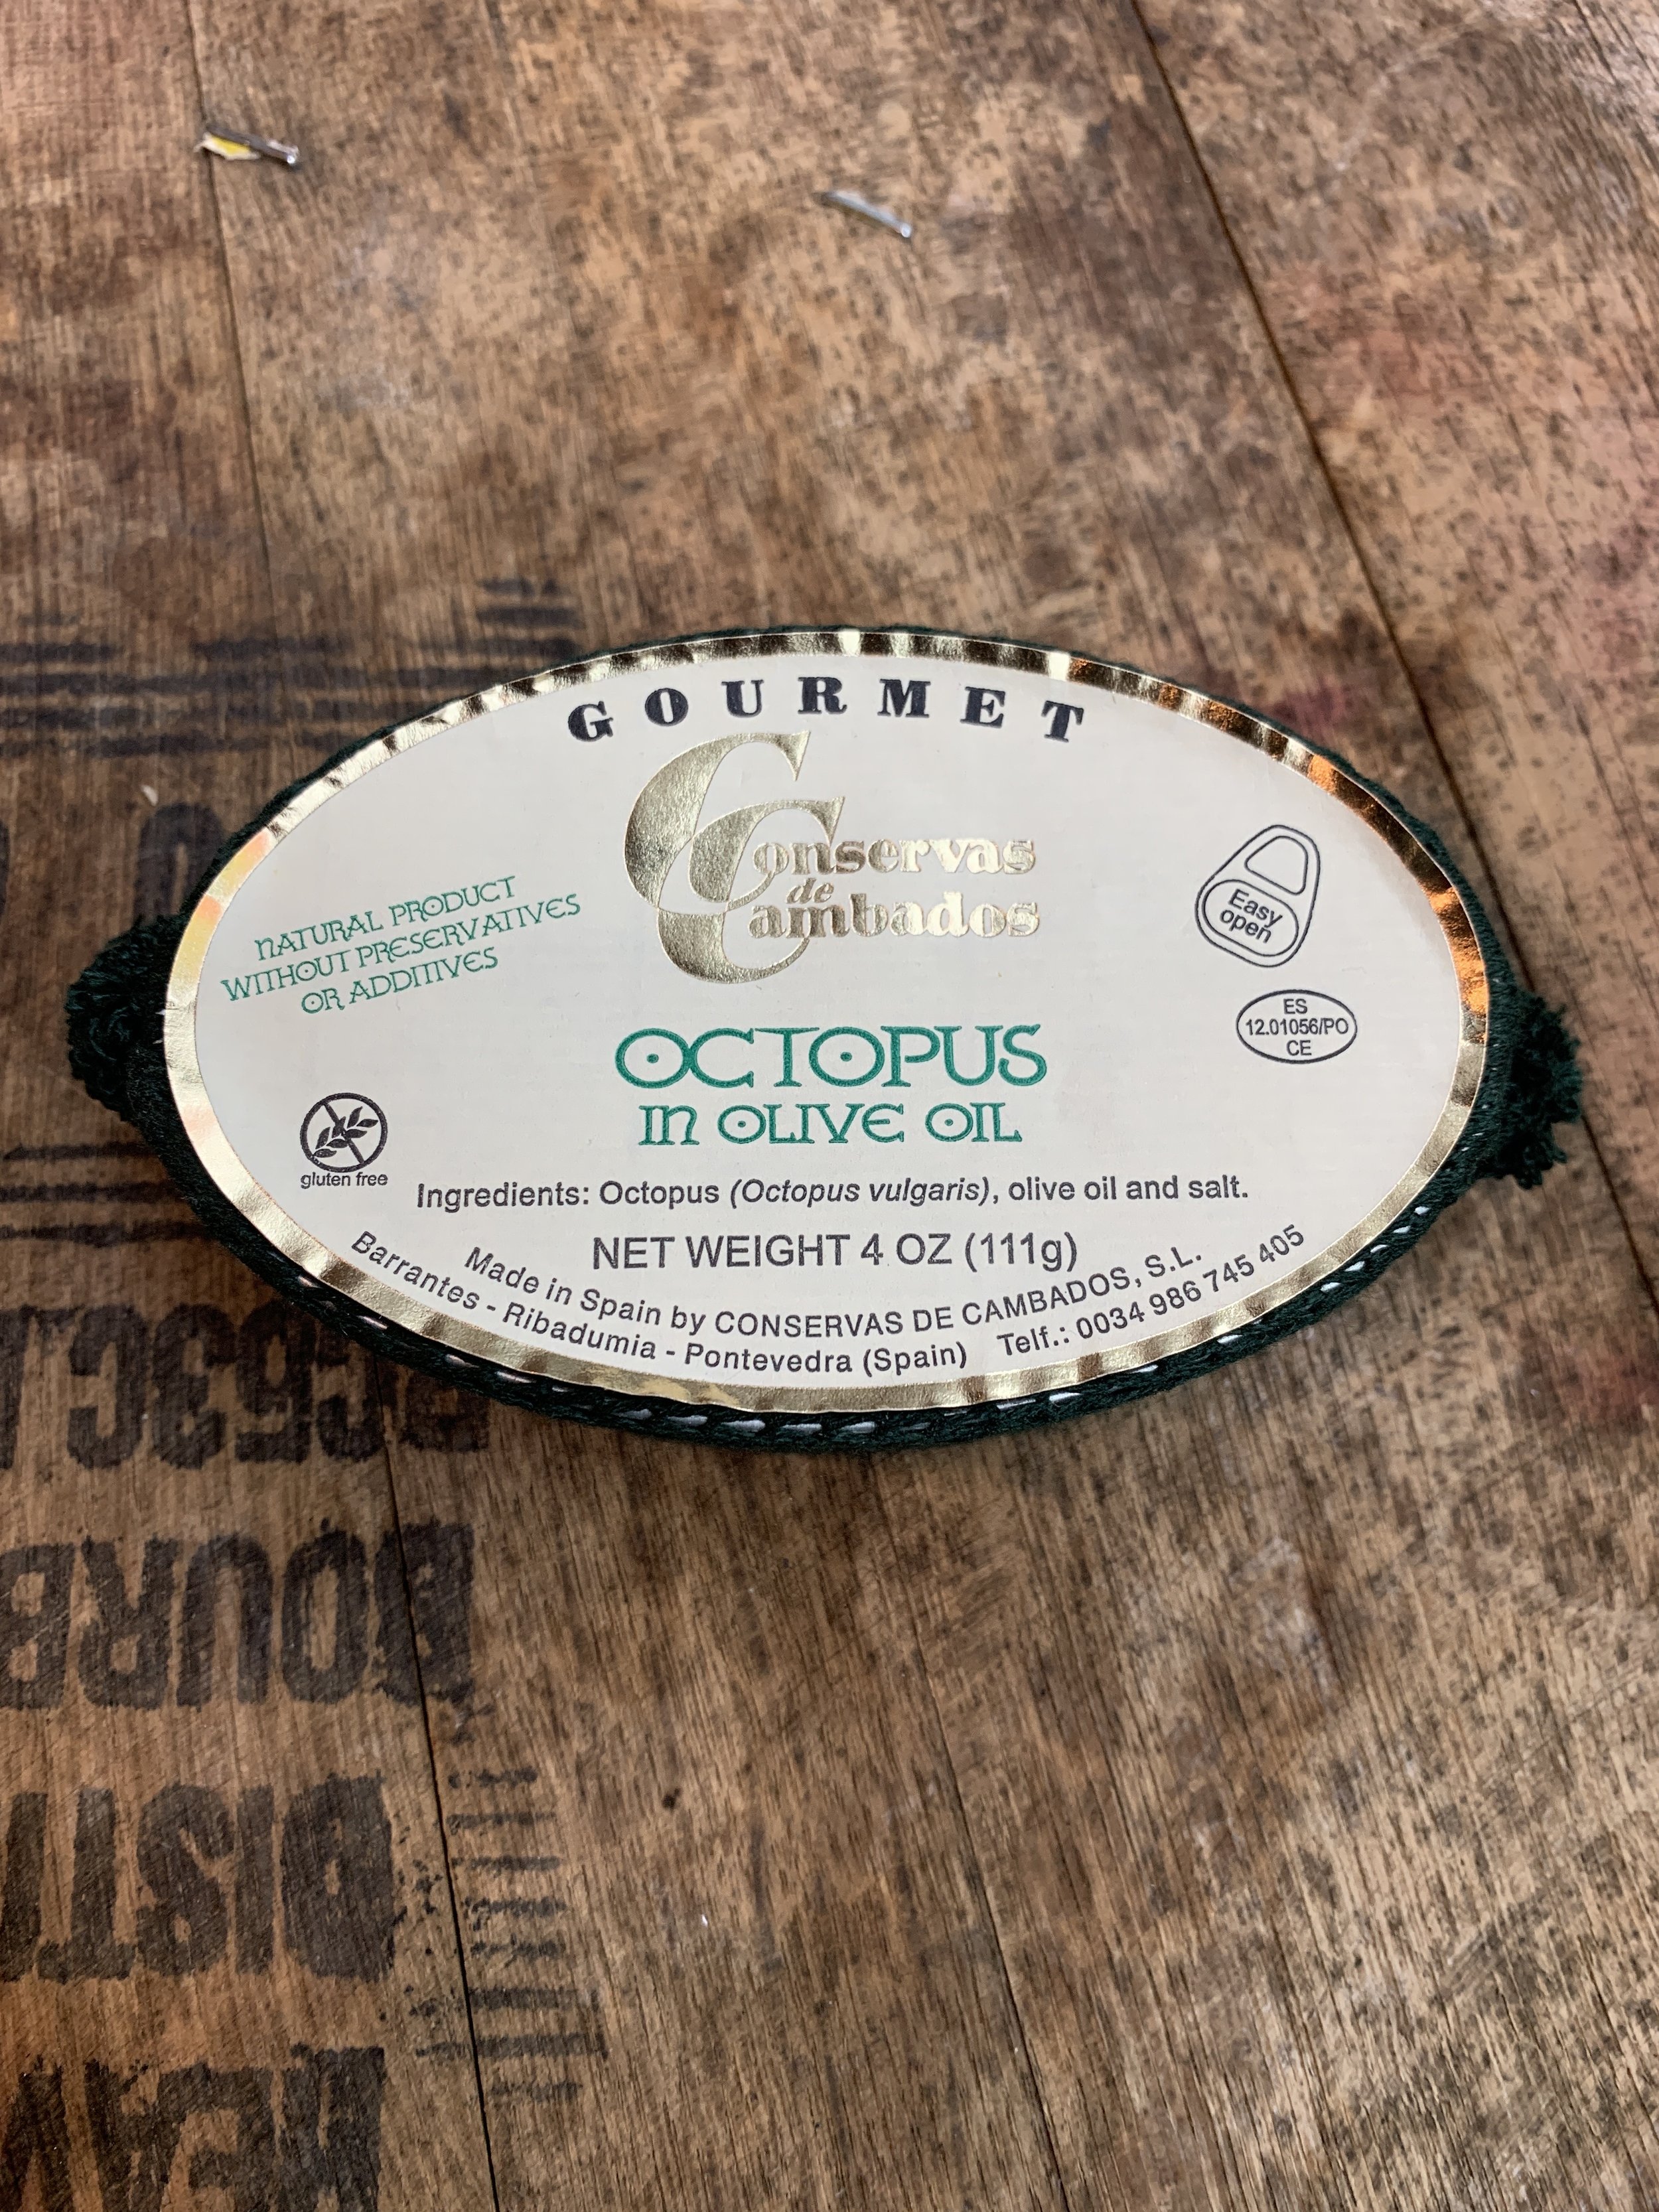 GOURMET
Conservas
de
Cambados
NATURAL PRODUCT
WITHOUT PRESERVATIVES
OR ADDITIVES
Easy
open
ES
12.01056/PO
CE
OCTOPUS
IN OLIVE OIL
gluten free
Ingredients: Octopus (Octopus vulgaris), olive oil and salt.
NET WEIGHT 4 OZ (111g)
Made in Spain by CONSERVAS DE CAMBADOS, S.L.
Barrantes - Ribadumia - Pontevedra (Spain) Telf.: 0034 986 745 405